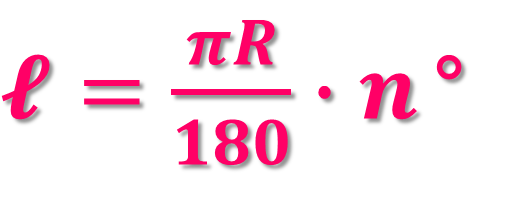 ℓ = πR/180 · n°